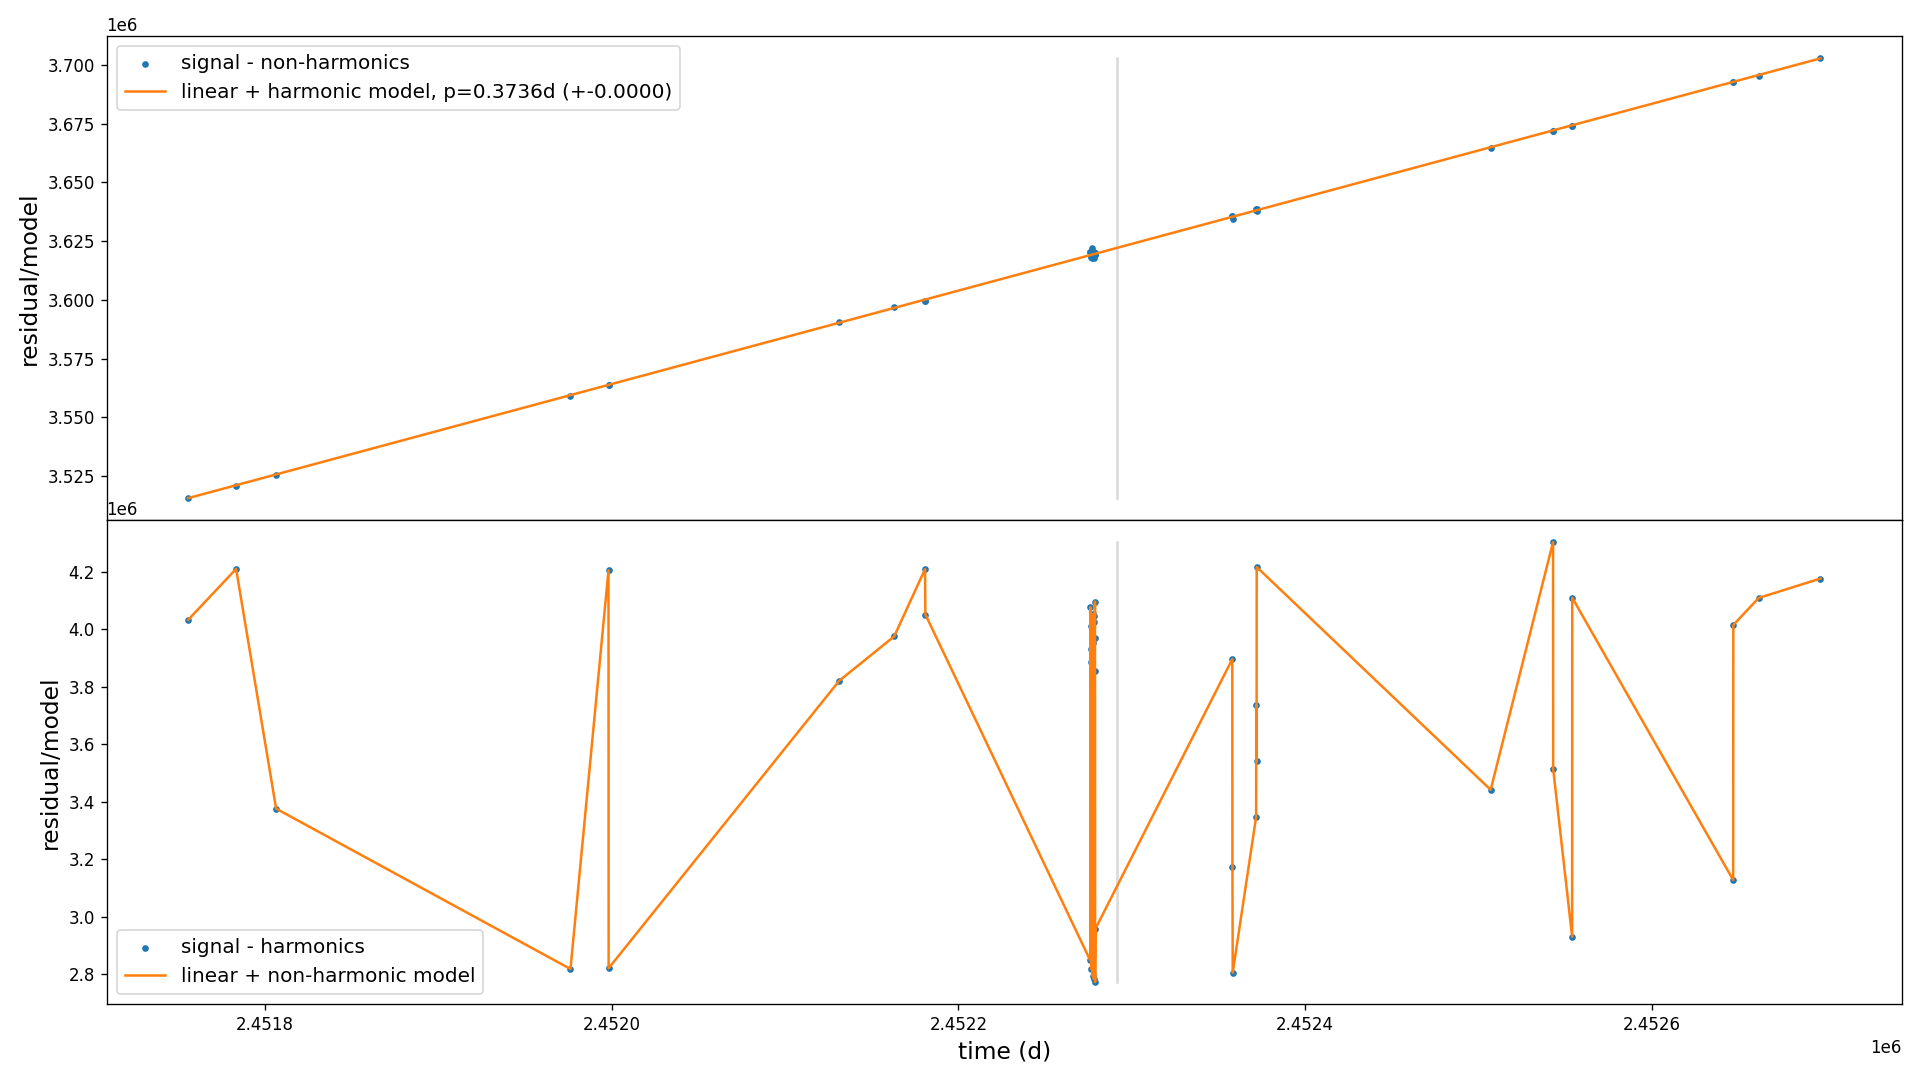 1e6
signal - non-harmonics
linear + harmonic model, p=0.3736d (+-0.0000)
3.700
3.675
3.650
3.625
3.600
3.575
3.550
3.525
residual/model
1e6
4.2
4.0
3.8
3.6
3.4
3.2
3.0
2.8
residual/model
signal - harmonics
linear + non-harmonic model
2.4518
2.4520
2.4522
2.4524
2.4526
time (d)
1e6